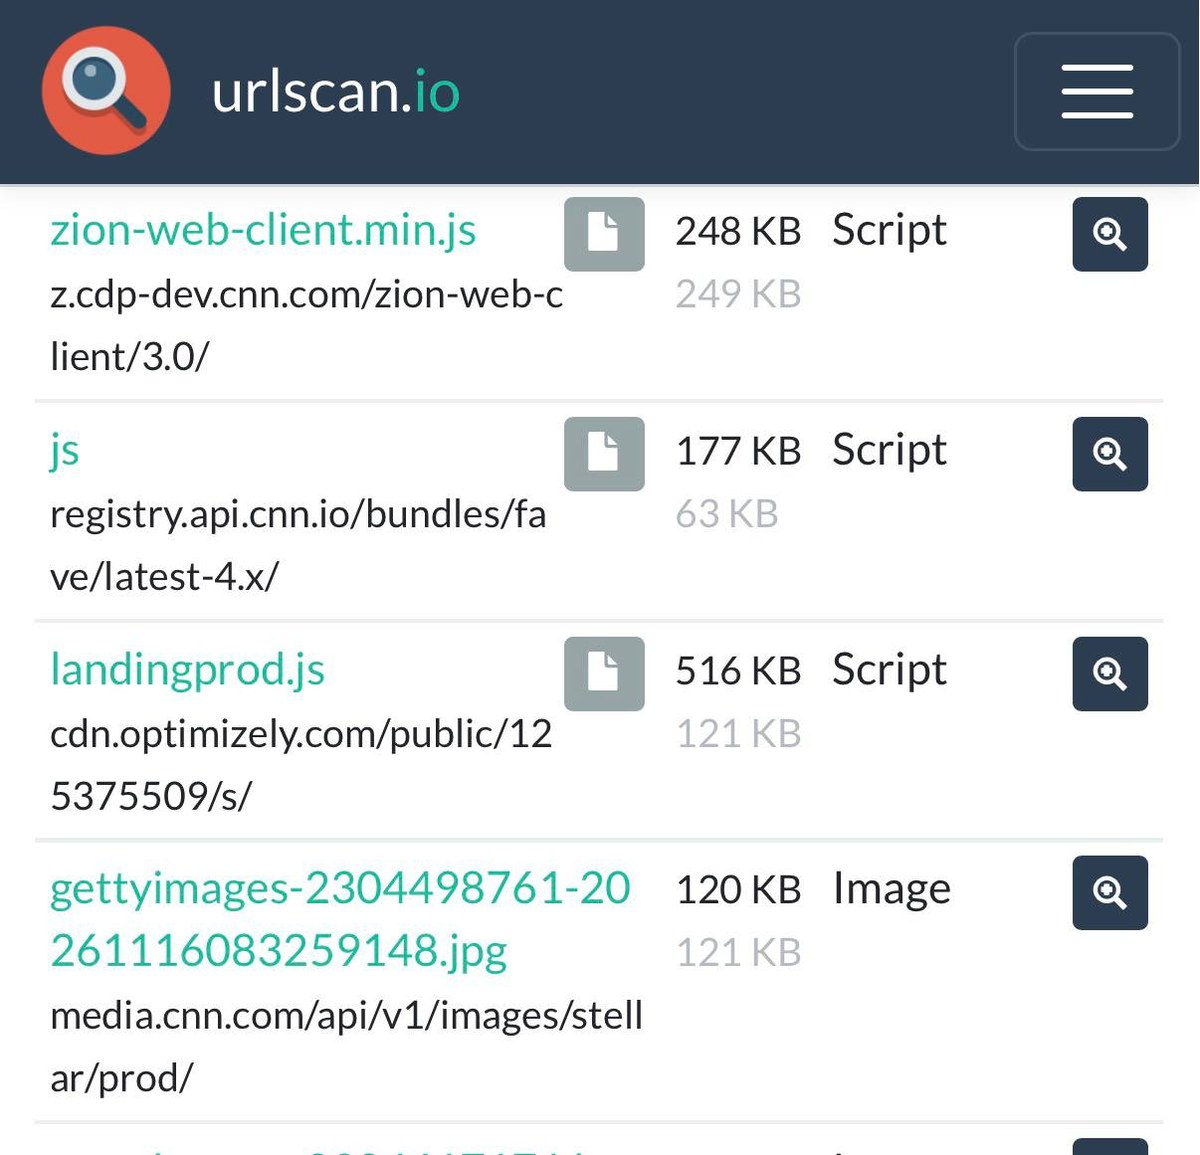 urlscan.io
zion-web-client.min.js 248 KB Script
z.cdp-dev.cnn.com/zion-web-c 249 KB
lient/3.0/
js 177 KB Script
registry.api.cnn.io/bundles/fa 63 KB
ve/latest-4.x/
landingprod.js 516 KB Script
cdn.optimizely.com/public/12 121 KB
5375509/s/
gettyimages-2304498761-20 120 KB Image
261116083259148.jpg 121 KB
media.cnn.com/api/v1/images/stell
ar/prod/